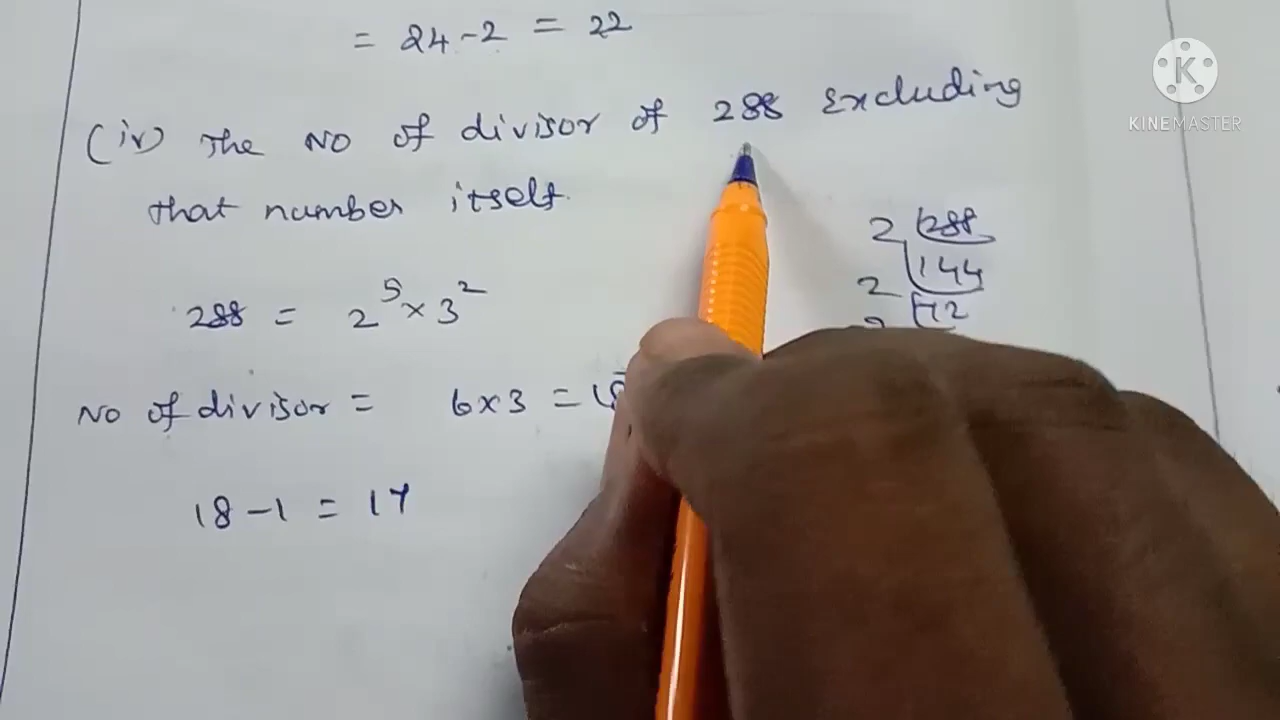 = 24 - 2 = 22
(iv) The No of divisor of 288 Excluding
that number itself.
2 288
2 144
72
288 = 2^5 × 3^2
No of divisor = 6 × 3 = 18
18 - 1 = 17
KINEMASTER